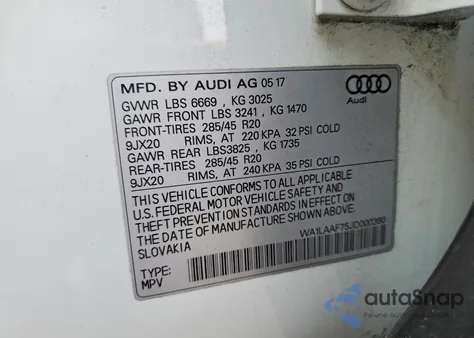 MFD. BY AUDI AG 05 17
GVWR LBS 6669 , KG 3025
GAWR FRONT LBS 3241 , KG 1470
FRONT-TIRES 285/45 R20
9JX20 RIMS, AT 220 KPA 32 PSI COLD
GAWR REAR LBS3825 , KG 1735
REAR-TIRES 285/45 R20
9JX20 RIMS, AT 240 KPA 35 PSI COLD
THIS VEHICLE CONFORMS TO ALL APPLICABLE
U.S. FEDERAL MOTOR VEHICLE SAFETY AND
THEFT PREVENTION STANDARDS IN EFFECT ON
THE DATE OF MANUFACTURE SHOWN ABOVE
SLOVAKIA
Audi
WA1LAAF75JD000360
TYPE:
MPV
autoSnap